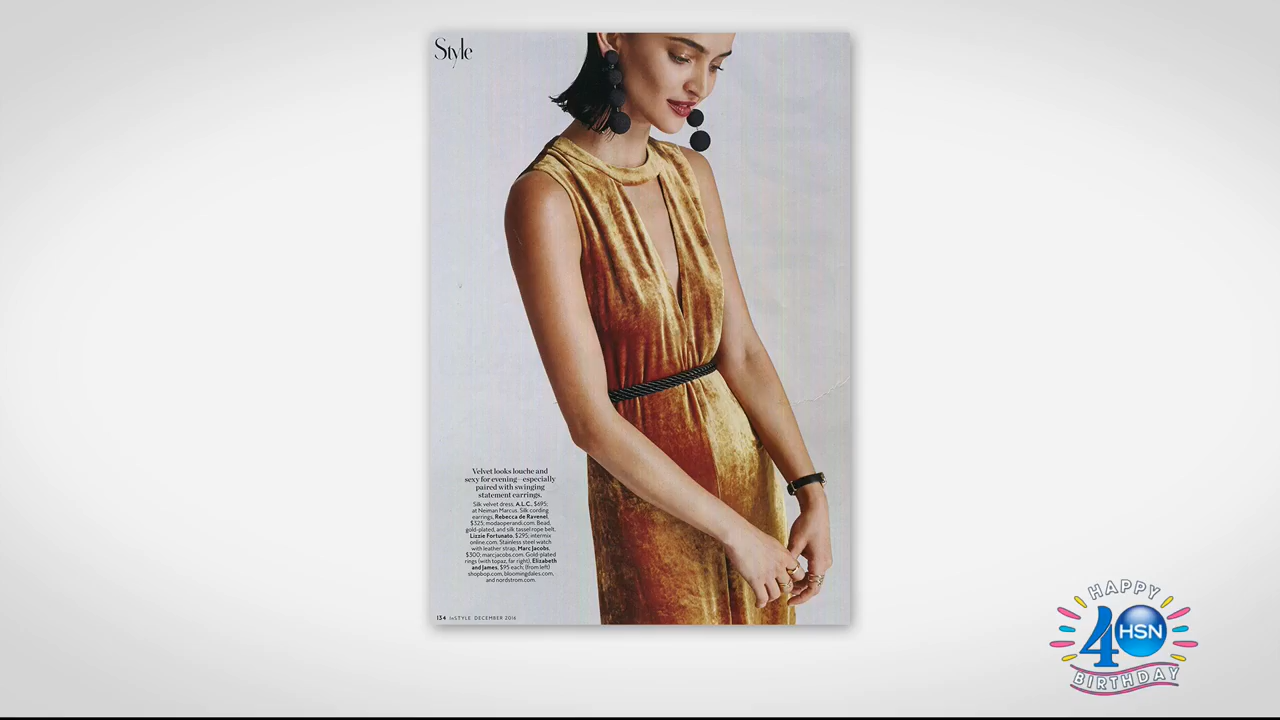 Style
Velvet looks louche and
sexy for evening—especially
paired with swinging
statement earrings.
Silk velvet dress, A.L.C., $695;
at Neiman Marcus. Silk cording
earrings, Rebecca de Ravenel,
$325; modaoperandi.com. Bead,
gold-plated, and silk tassel rope belt,
Lizzie Fortunato, $295; intermix
online.com. Stainless steel watch
with leather strap, Marc Jacobs,
$300; marcjacobs.com. Gold-plated
rings (with topaz, far right), Elizabeth
and James, $95 each; (from left)
shopbop.com, bloomingdales.com,
and nordstrom.com.
134 InSTYLE DECEMBER 2016
HAPPY
40
HSN
BIRTHDAY